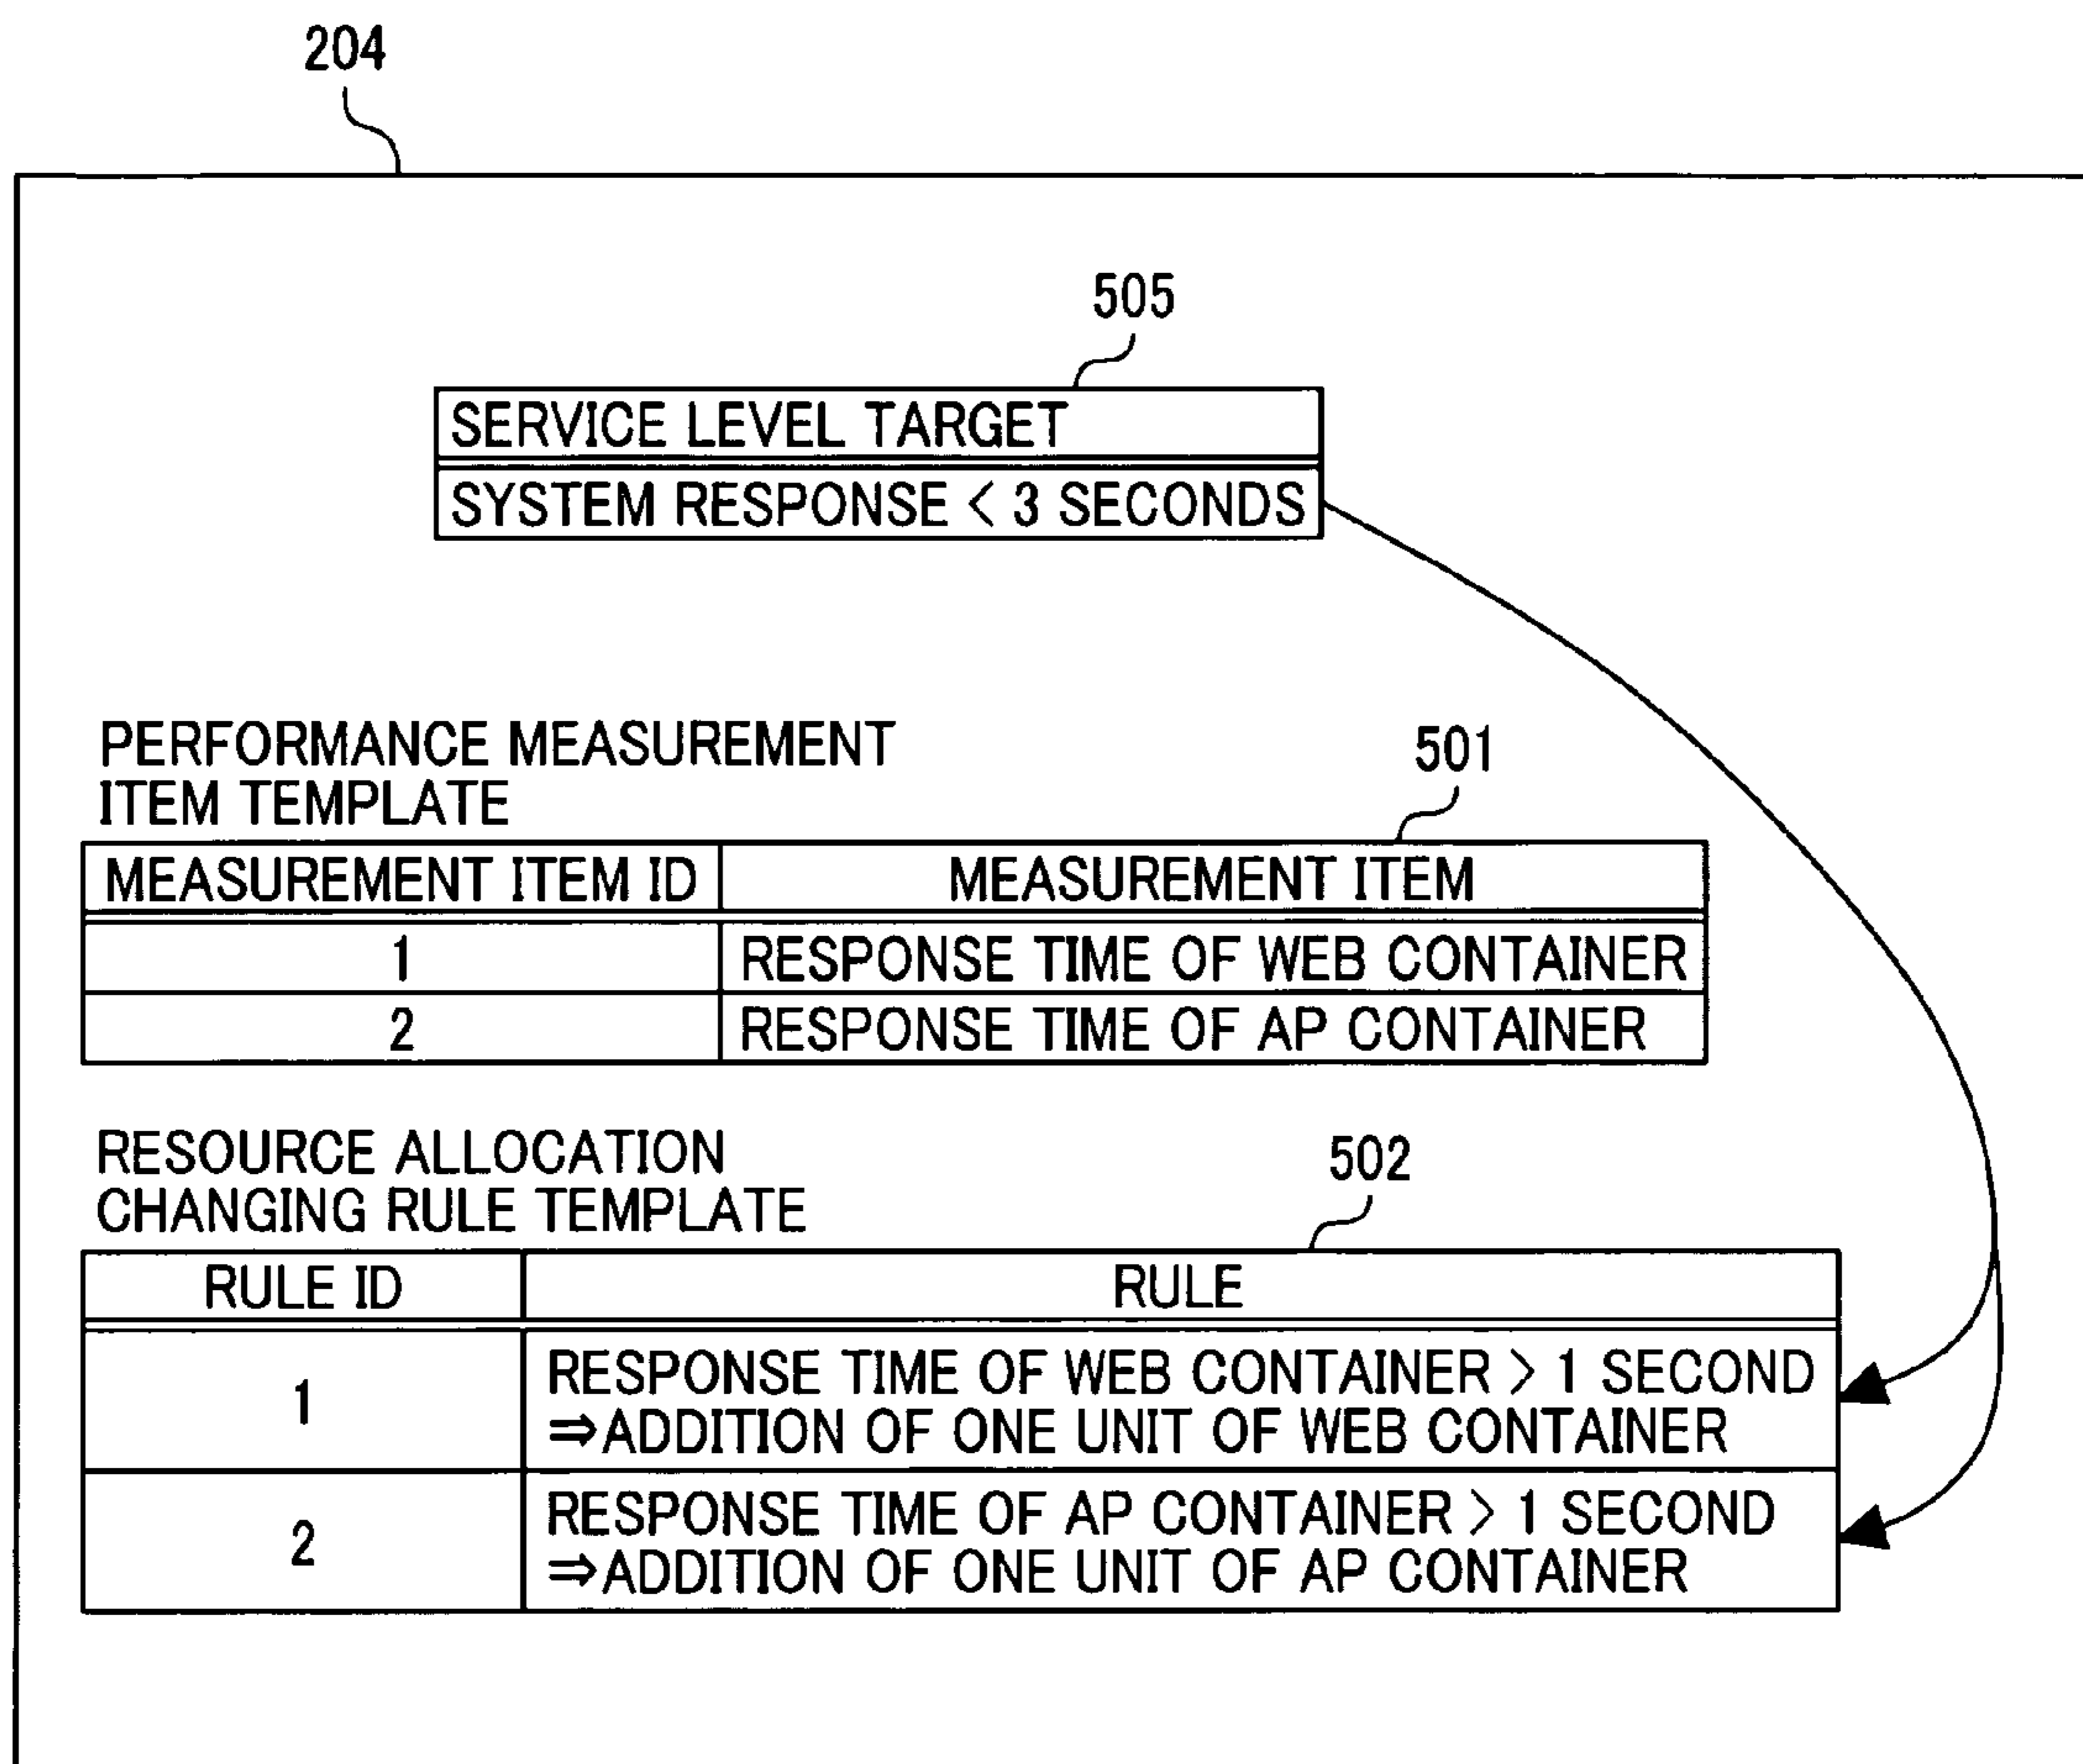 204
505
SERVICE LEVEL TARGET
SYSTEM RESPONSE < 3 SECONDS
PERFORMANCE MEASUREMENT
ITEM TEMPLATE
501
MEASUREMENT ITEM ID MEASUREMENT ITEM
1 RESPONSE TIME OF WEB CONTAINER
2 RESPONSE TIME OF AP CONTAINER
RESOURCE ALLOCATION
CHANGING RULE TEMPLATE
502
RULE ID RULE
1 RESPONSE TIME OF WEB CONTAINER > 1 SECOND
⇒ADDITION OF ONE UNIT OF WEB CONTAINER
2 RESPONSE TIME OF AP CONTAINER > 1 SECOND
⇒ADDITION OF ONE UNIT OF AP CONTAINER